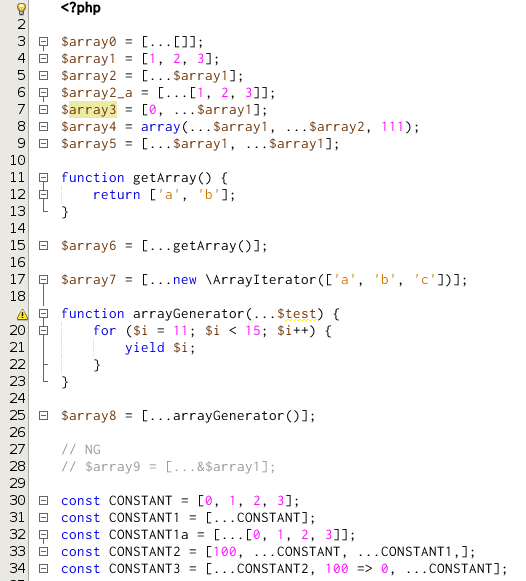 <?php
2
3 $array0 = [...[]];
4 $array1 = [1, 2, 3];
5 $array2 = [...$array1];
6 $array2_a = [...[1, 2, 3]];
7 $array3 = [0, ...$array1];
8 $array4 = array(...$array1, ...$array2, 111);
9 $array5 = [...$array1, ...$array1];
10
11 function getArray() {
12     return ['a', 'b'];
13 }
14
15 $array6 = [...getArray()];
16
17 $array7 = [...new \ArrayIterator(['a', 'b', 'c'])];
18
function arrayGenerator(...$test) {
20     for ($i = 11; $i < 15; $i++) {
21         yield $i;
22     }
23 }
24
25 $array8 = [...arrayGenerator()];
26
27 // NG
28 // $array9 = [...&$array1];
29
30 const CONSTANT = [0, 1, 2, 3];
31 const CONSTANT1 = [...CONSTANT];
32 const CONSTANT1a = [...[0, 1, 2, 3]];
33 const CONSTANT2 = [100, ...CONSTANT, ...CONSTANT1,];
34 const CONSTANT3 = [...CONSTANT2, 100 => 0, ...CONSTANT];